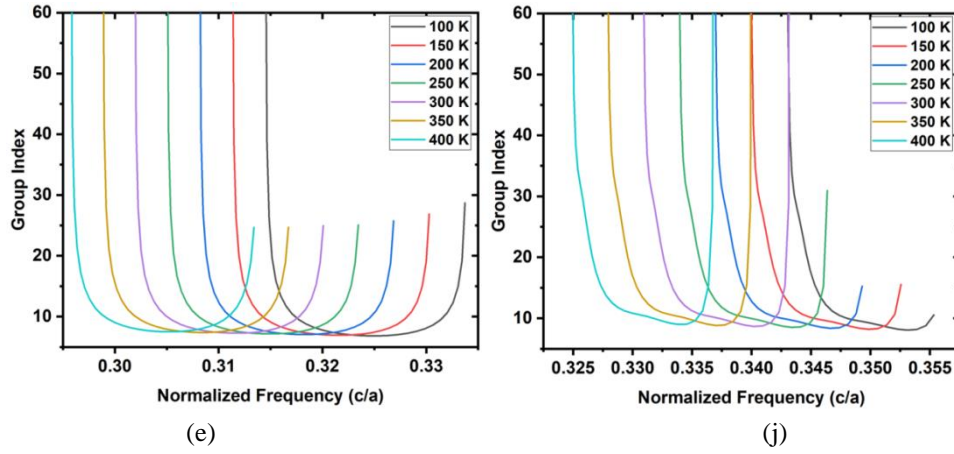 60
50
40
30
20
10
Group Index
100 K
150 K
200 K
250 K
300 K
350 K
400 K
0.30
0.31
0.32
0.33
Normalized Frequency (c/a)
(e)
60
50
40
30
20
10
Group Index
100 K
150 K
200 K
250 K
300 K
350 K
400 K
0.325
0.330
0.335
0.340
0.345
0.350
0.355
Normalized Frequency (c/a)
(j)